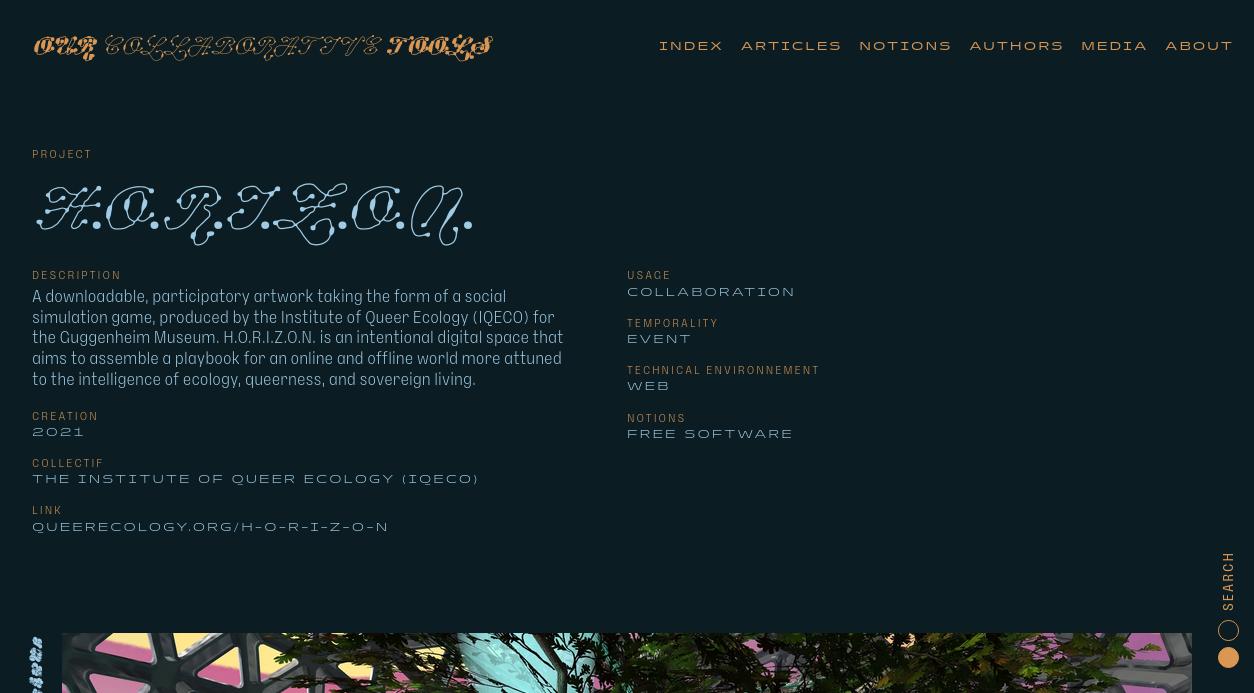 OUR COLLABORATIVE TOOLS
INDEX ARTICLES NOTIONS AUTHORS MEDIA ABOUT
PROJECT
H.O.R.I.Z.O.N.
DESCRIPTION
A downloadable, participatory artwork taking the form of a social
simulation game, produced by the Institute of Queer Ecology (IQECO) for
the Guggenheim Museum. H.O.R.I.Z.O.N. is an intentional digital space that
aims to assemble a playbook for an online and offline world more attuned
to the intelligence of ecology, queerness, and sovereign living.
CREATION
2021
COLLECTIF
THE INSTITUTE OF QUEER ECOLOGY (IQECO)
LINK
QUEERECOLOGY.ORG/H-O-R-I-Z-O-N
USAGE
COLLABORATION
TEMPORALITY
EVENT
TECHNICAL ENVIRONNEMENT
WEB
NOTIONS
FREE SOFTWARE
SEARCH